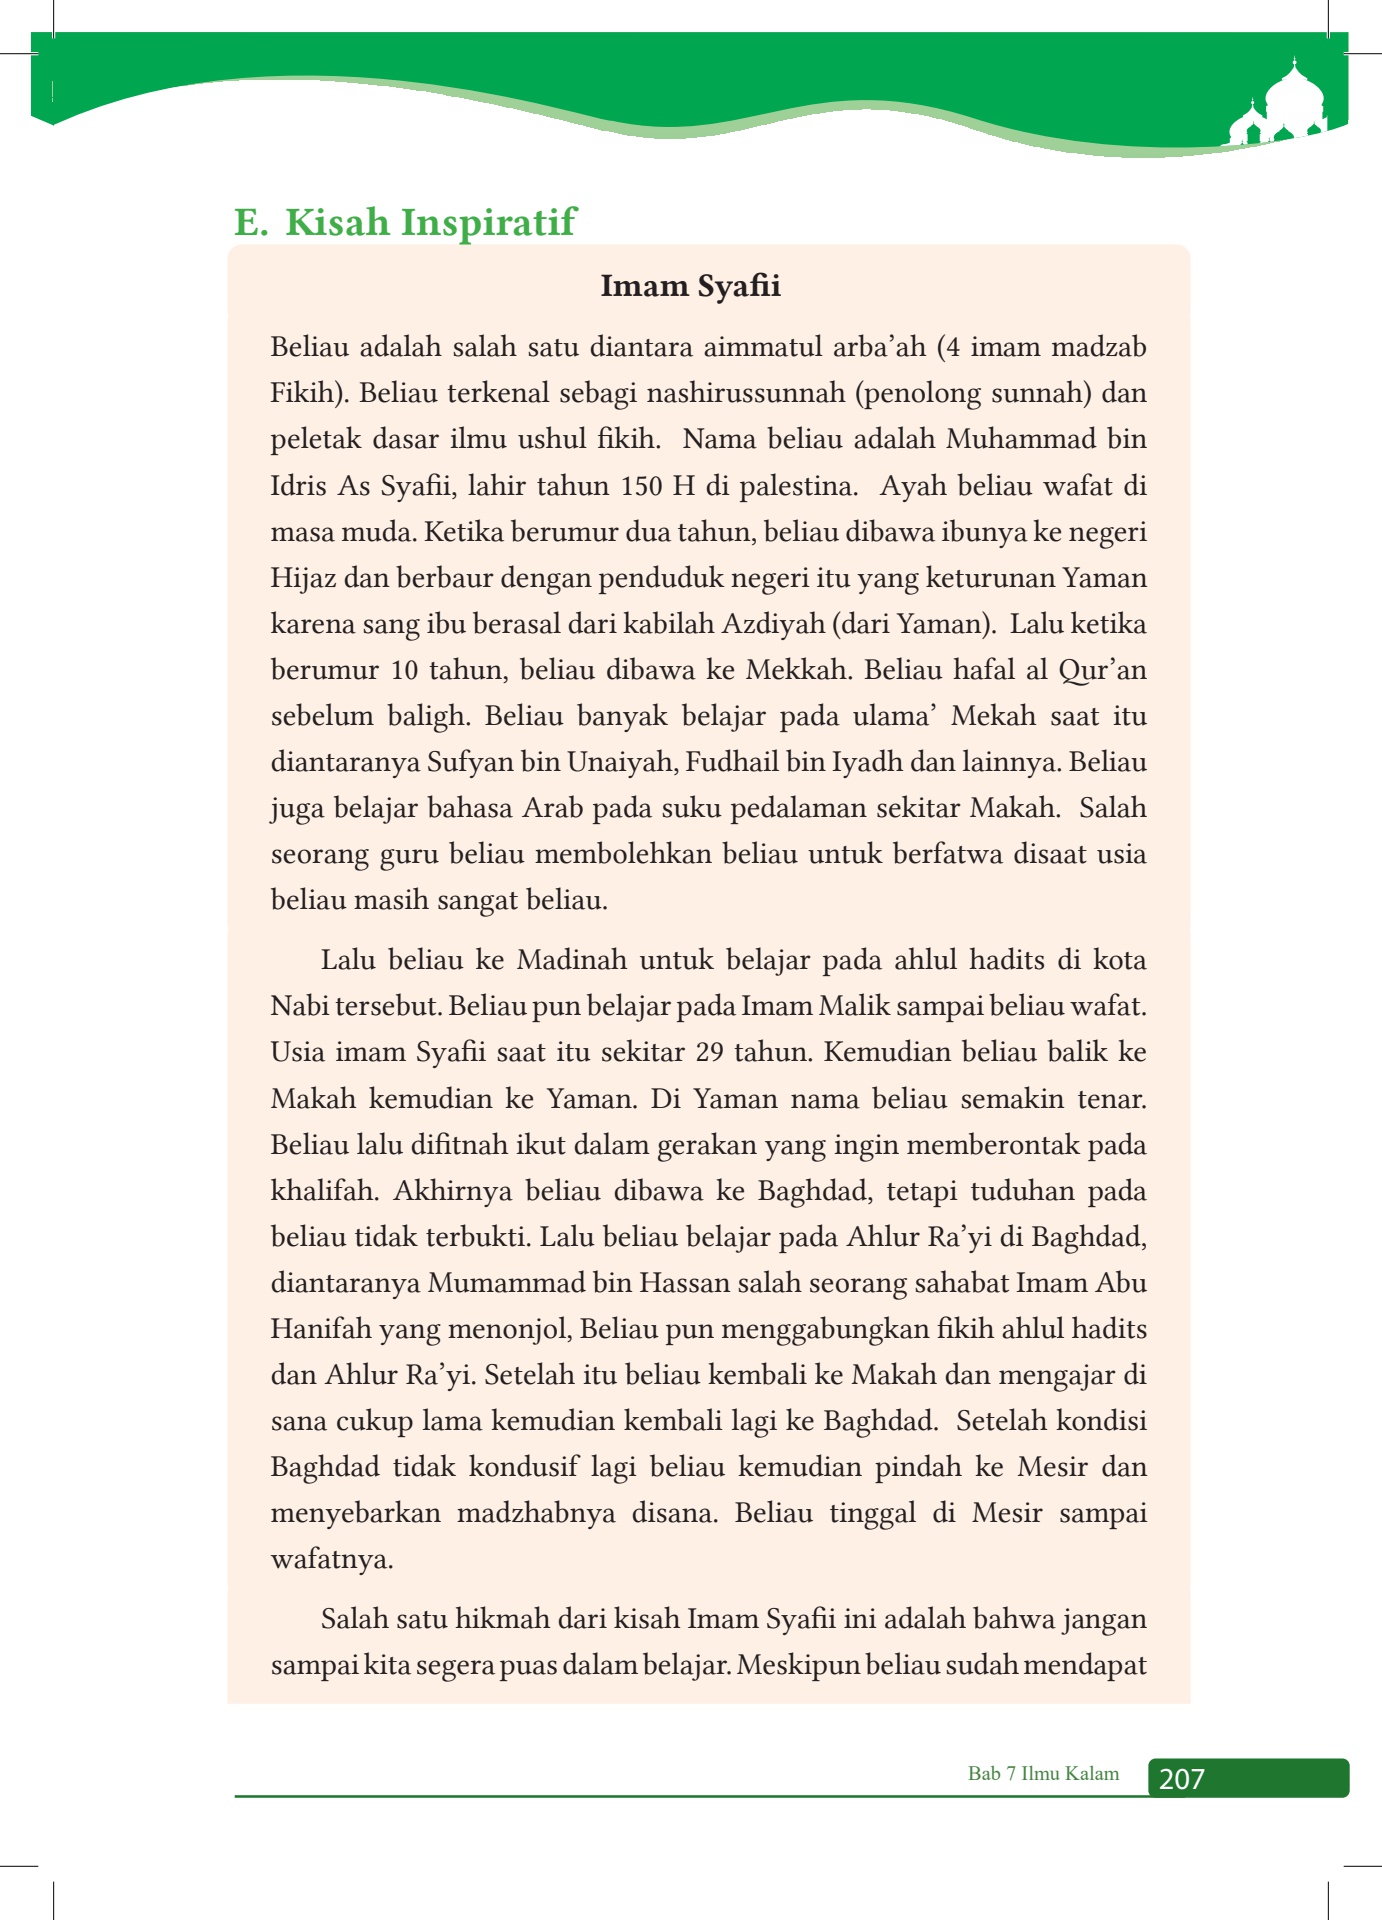 E. Kisah Inspiratif
Imam Syafii
Beliau adalah salah satu diantara aimmatul arba’ah (4 imam madzab
Fikih). Beliau terkenal sebagi nashirussunnah (penolong sunnah) dan
peletak dasar ilmu ushul fikih. Nama beliau adalah Muhammad bin
Idris As Syafii, lahir tahun 150 H di palestina. Ayah beliau wafat di
masa muda. Ketika berumur dua tahun, beliau dibawa ibunya ke negeri
Hijaz dan berbaur dengan penduduk negeri itu yang keturunan Yaman
karena sang ibu berasal dari kabilah Azdiyah (dari Yaman). Lalu ketika
berumur 10 tahun, beliau dibawa ke Mekkah. Beliau hafal al Qur’an
sebelum baligh. Beliau banyak belajar pada ulama’ Mekah saat itu
diantaranya Sufyan bin Unaiyah, Fudhail bin Iyadh dan lainnya. Beliau
juga belajar bahasa Arab pada suku pedalaman sekitar Makah. Salah
seorang guru beliau membolehkan beliau untuk berfatwa disaat usia
beliau masih sangat beliau.
Lalu beliau ke Madinah untuk belajar pada ahlul hadits di kota
Nabi tersebut. Beliau pun belajar pada Imam Malik sampai beliau wafat.
Usia imam Syafii saat itu sekitar 29 tahun. Kemudian beliau balik ke
Makah kemudian ke Yaman. Di Yaman nama beliau semakin tenar.
Beliau lalu difitnah ikut dalam gerakan yang ingin memberontak pada
khalifah. Akhirnya beliau dibawa ke Baghdad, tetapi tuduhan pada
beliau tidak terbukti. Lalu beliau belajar pada Ahlur Ra’yi di Baghdad,
diantaranya Mumammad bin Hassan salah seorang sahabat Imam Abu
Hanifah yang menonjol, Beliau pun menggabungkan fikih ahlul hadits
dan Ahlur Ra’yi. Setelah itu beliau kembali ke Makah dan mengajar di
sana cukup lama kemudian kembali lagi ke Baghdad. Setelah kondisi
Baghdad tidak kondusif lagi beliau kemudian pindah ke Mesir dan
menyebarkan madzhabnya disana. Beliau tinggal di Mesir sampai
wafatnya.
Salah satu hikmah dari kisah Imam Syafii ini adalah bahwa jangan
sampai kita segera puas dalam belajar. Meskipun beliau sudah mendapat
Bab 7 Ilmu Kalam 207